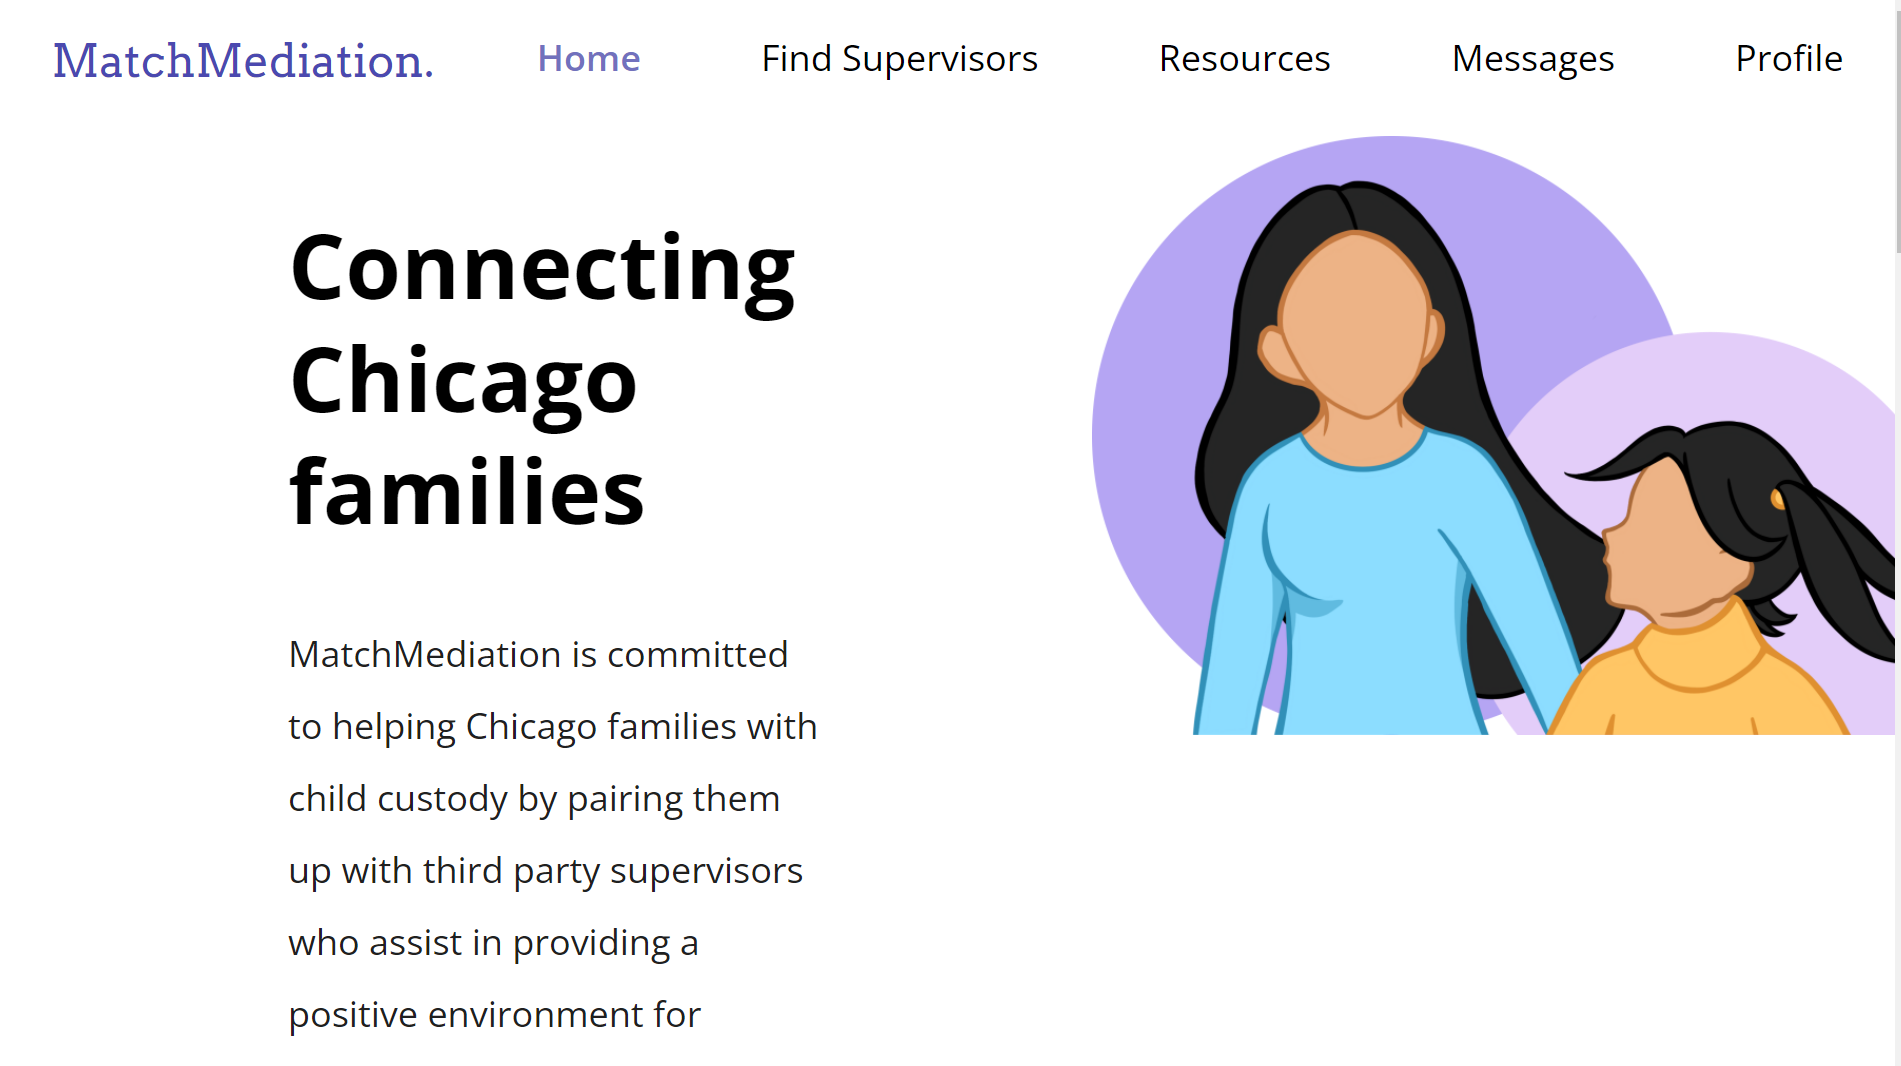 MatchMediation.
Home Find Supervisors Resources Messages Profile
Connecting
Chicago
families
MatchMediation is committed
to helping Chicago families with
child custody by pairing them
up with third party supervisors
who assist in providing a
positive environment for